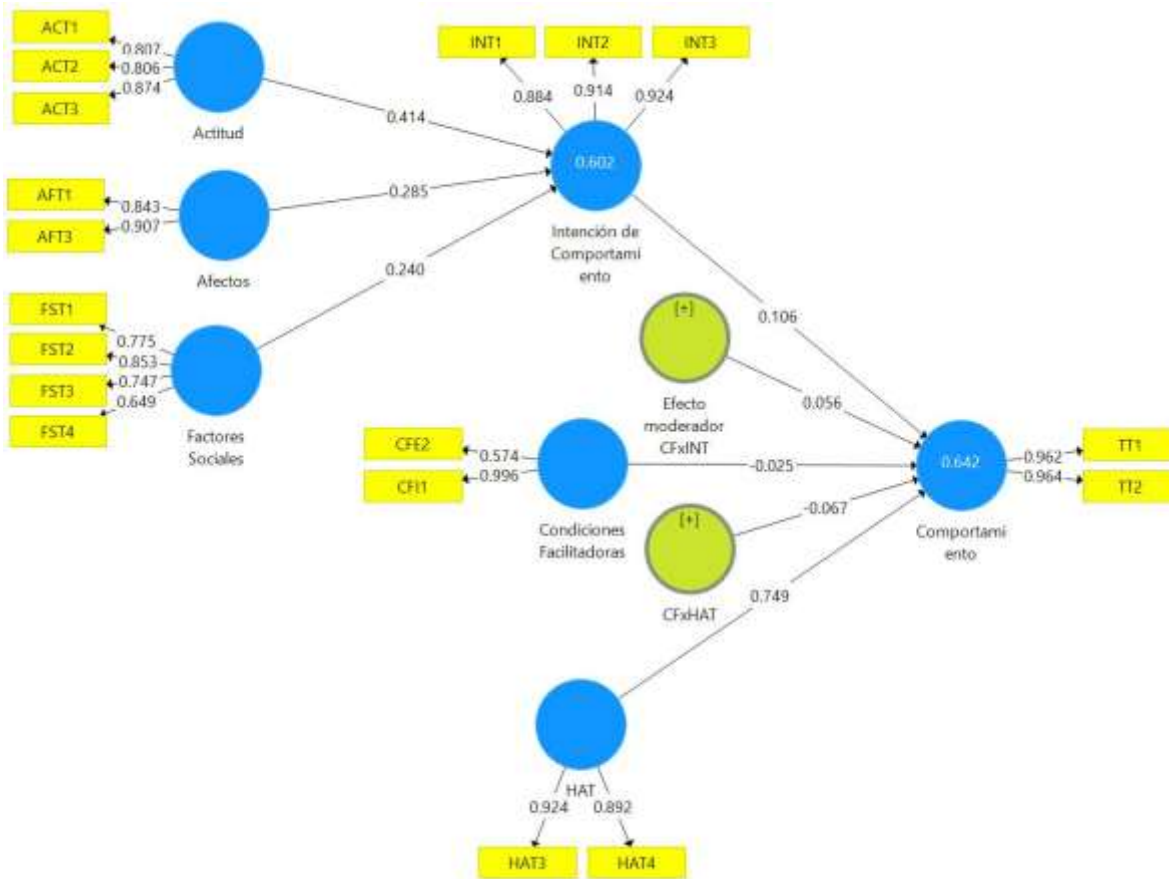 ACT1
0.807
ACT2
0.806
0.874
ACT3
Actitud
0.414
INT1
INT2
INT3
0.884
0.914
0.924
0.602
Intención de
Comportami
ento
AFT1
0.843
AFT3
0.907
Afectos
0.285
0.240
FST1
0.775
FST2
0.853
0.747
FST3
0.649
FST4
Factores
Sociales
[+]
Efecto
moderador
CFxINT
0.106
0.056
CFE2
0.574
CFI1
0.996
Condiciones
Facilitadoras
-0.025
[+]
CFxHAT
-0.067
0.749
0.642
Comportami
ento
0.962
TT1
0.964
TT2
HAT
0.924
0.892
HAT3
HAT4